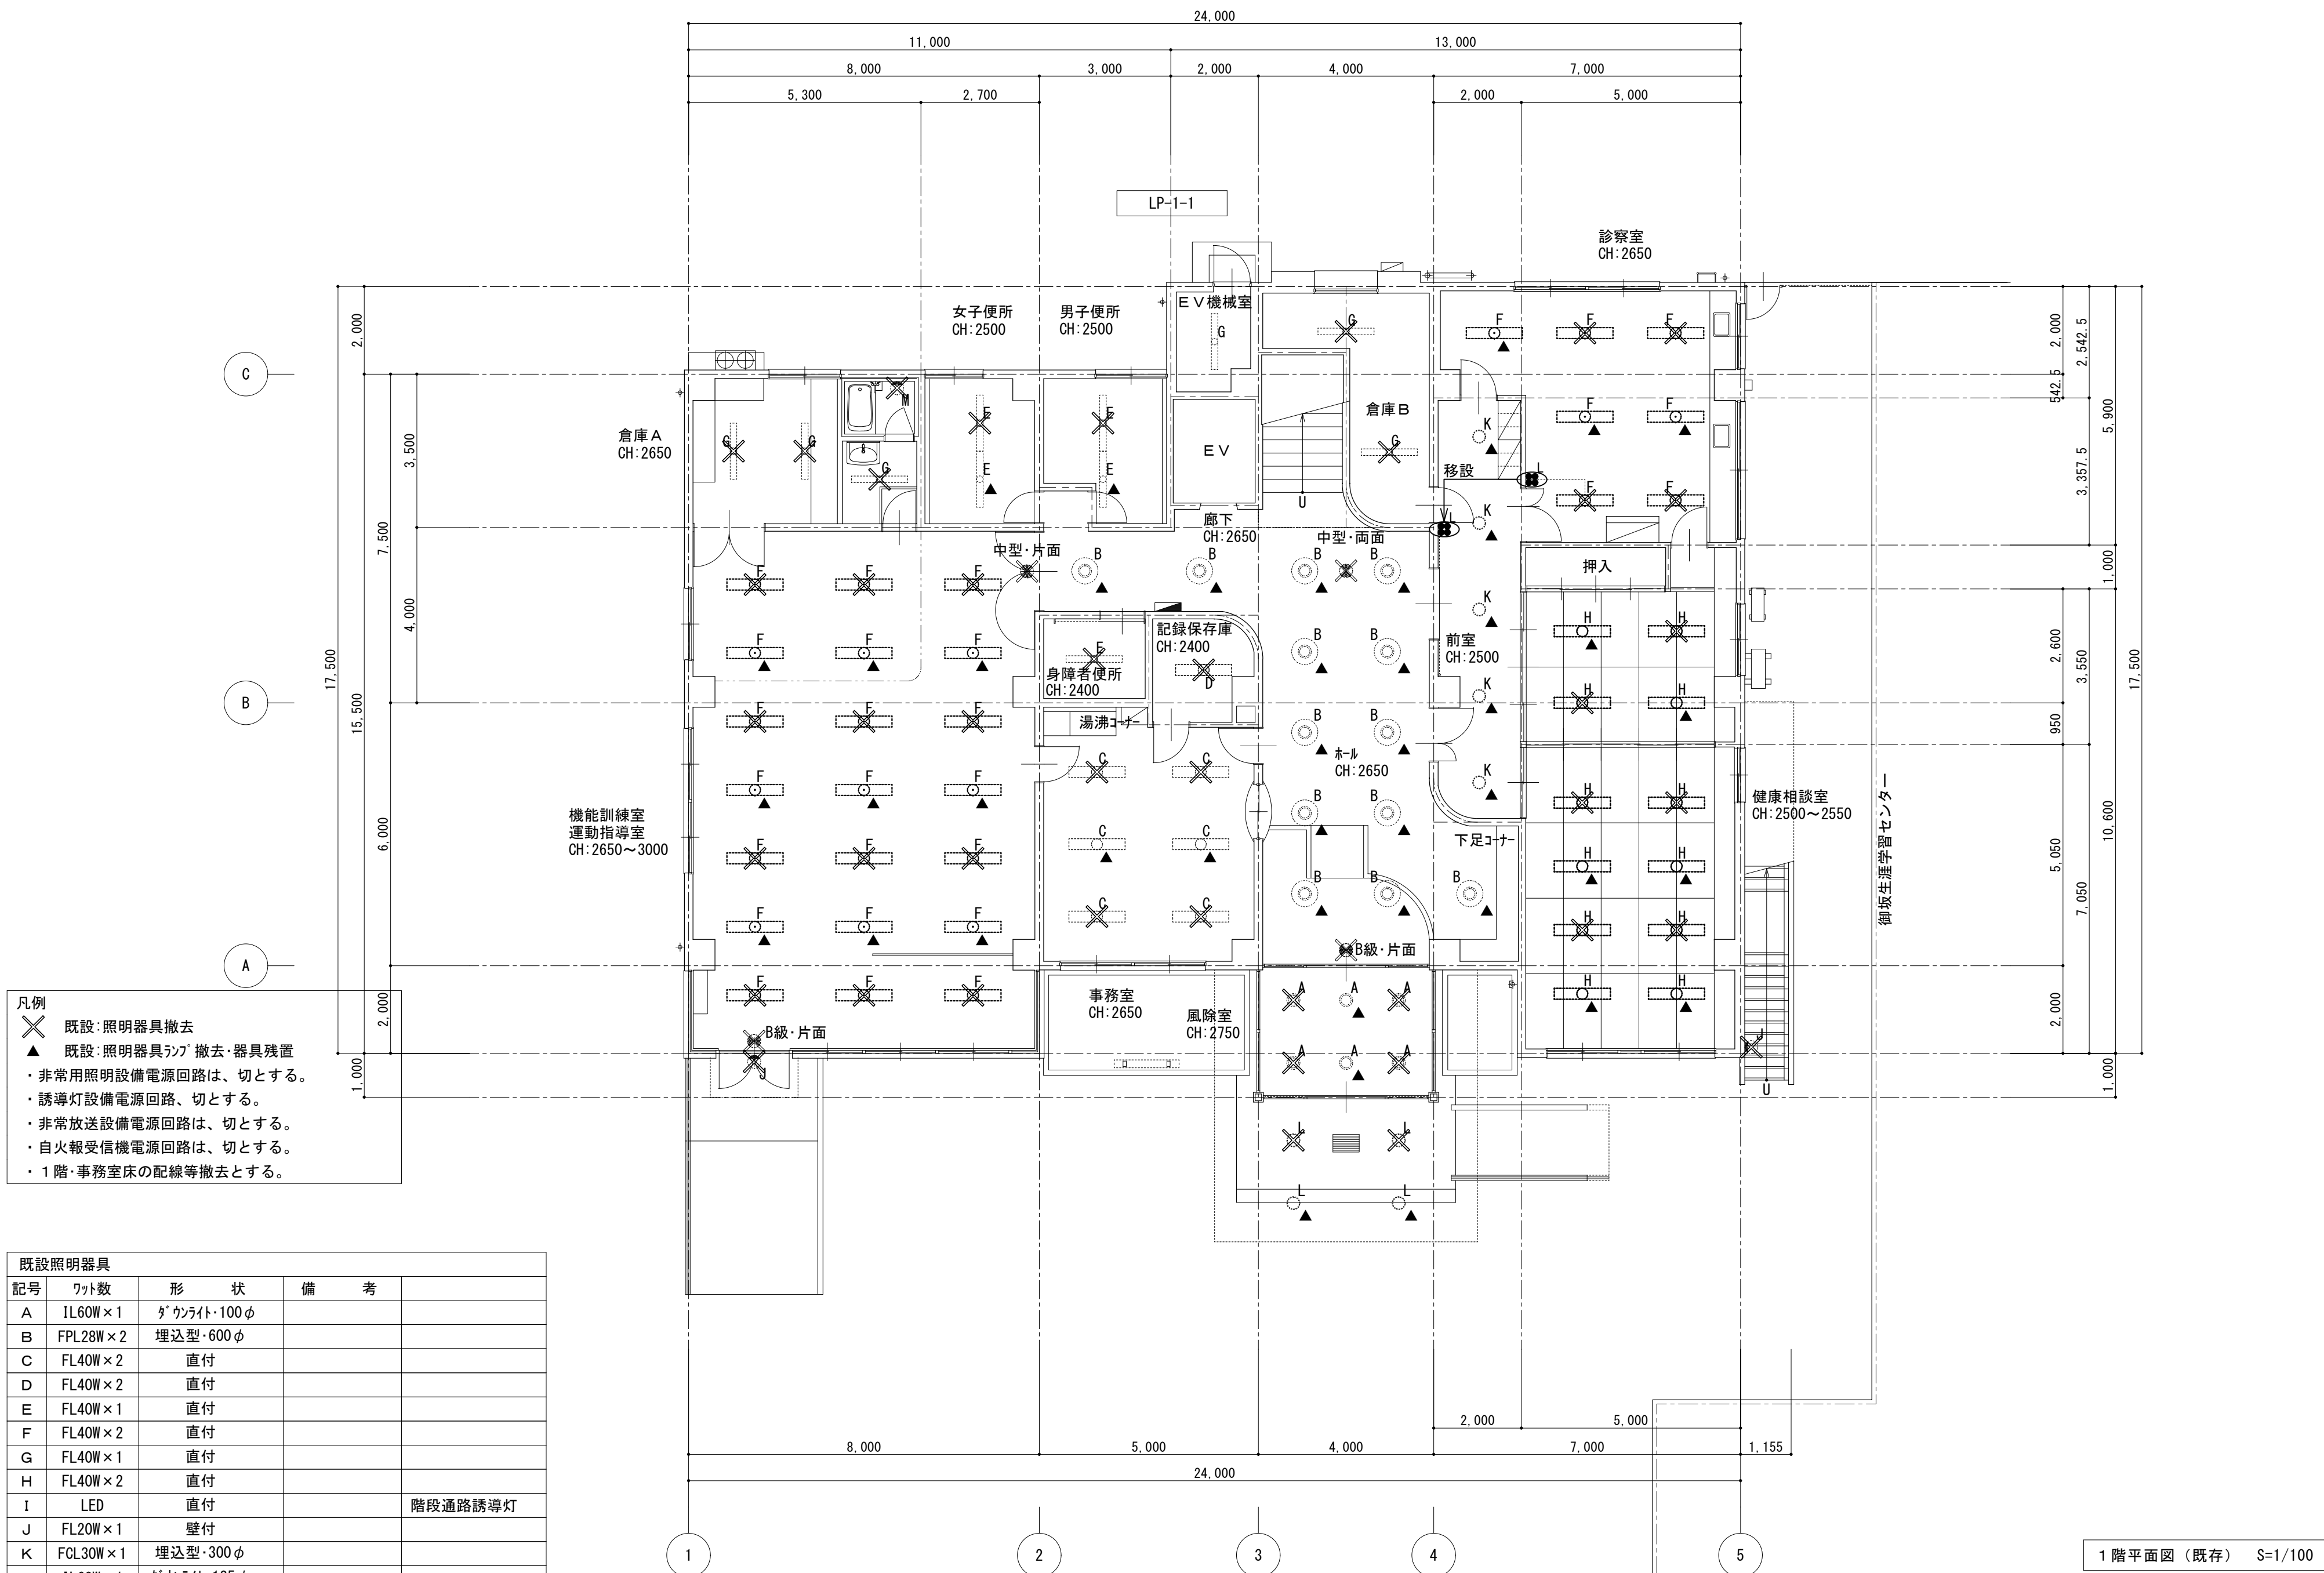 24,000
11,000
13,000
8,000
3,000
2,000
4,000
7,000
5,300
2,700
2,000
5,000
LP-1-1
診察室
CH:2650
女子便所
CH:2500
男子便所
CH:2500
EV機械室
G
G
F
F
F
C
2,000
2,000
2,542.5
542.5
5,900
3,357.5
倉庫A
CH:2650
3,500
7,500
G
G
M
G
E
E
E
E
EV
倉庫B
G
U
K
移設
L
L
K
F
F
F
F
廊下
CH:2650
中型・片面
中型・両面
B
B
B
B
押入
1,000
F
F
F
4,000
17,500
15,500
K
H
H
2,600
3,550
17,500
F
F
F
E
身障者便所
CH:2400
記録保存庫
CH:2400
D
B
B
前室
CH:2500
B
K
H
H
950
F
F
F
湯沸コーナー
B
B
ホール
CH:2650
C
C
K
F
F
F
H
H
健康相談室
CH:2500～2550
御坂生涯学習センター
10,600
機能訓練室
運動指導室
CH:2650～3000
6,000
F
F
F
C
C
B
B
下足コーナー
H
H
5,050
7,050
F
F
F
C
C
B
B
B
H
H
A
B級・片面
F
F
F
事務室
CH:2650
風除室
CH:2750
A
A
A
H
H
2,000
2,000
B級・片面
J
A
A
A
J
U
1,000
1,000
L
L
L
L
凡例
既設:照明器具撤去
▲ 既設:照明器具ランプ撤去・器具残置
・非常用照明設備電源回路は、切とする。
・誘導灯設備電源回路、切とする。
・非常放送設備電源回路は、切とする。
・自火報受信機電源回路は、切とする。
・1階・事務室床の配線等撤去とする。
既設照明器具
記号 ワット数 形 状 備 考
A IL60W×1 ダウンライト・100φ
B FPL28W×2 埋込型・600φ
C FL40W×2 直付
D FL40W×2 直付
E FL40W×1 直付
F FL40W×2 直付
G FL40W×1 直付
H FL40W×2 直付
I LED 直付 階段通路誘導灯
J FL20W×1 壁付
K FCL30W×1 埋込型・300φ
2,000
5,000
8,000
5,000
4,000
7,000
1,155
24,000
1
2
3
4
5
1階平面図（既存） S=1/100